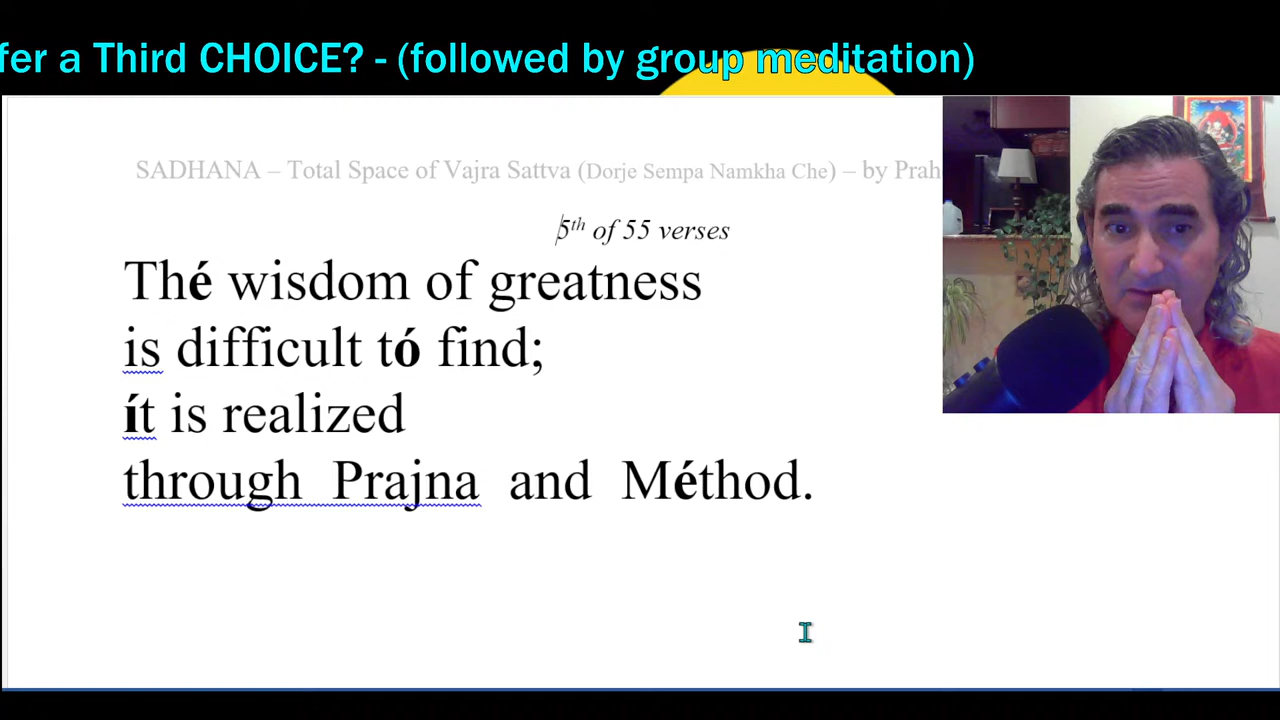 fer a Third CHOICE? - (followed by group meditation)
SADHANA – Total Space of Vajra Sattva (Dorje Sempa Namkha Che) – by Prah
5th of 55 verses
Thé wisdom of greatness
is difficult tó find;
ít is realized
through Prajna and Méthod.